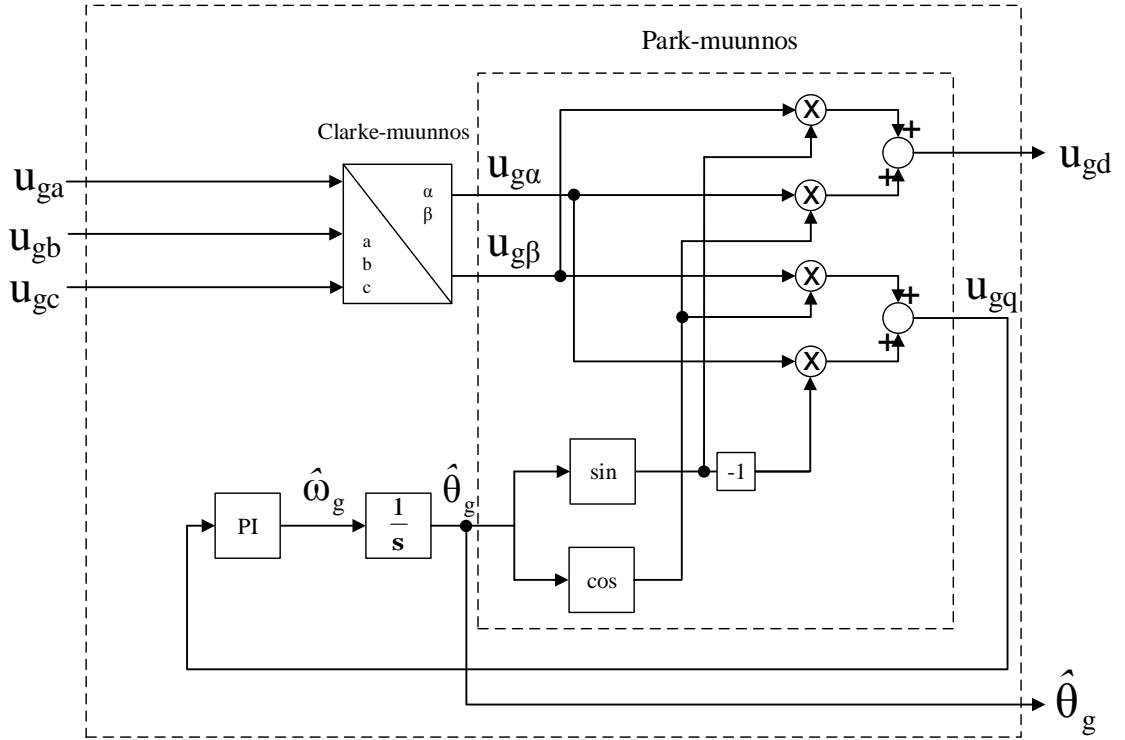 Park-muunnos
Clarke-muunnos
u_ga
u_gb
u_gc
α
β
a
b
c
u_gα
u_gβ
X
X
X
X
+
+
+
+
u_gd
u_gq
sin
-1
cos
PI
ω̂_g
1
s
θ̂_g
θ̂_g